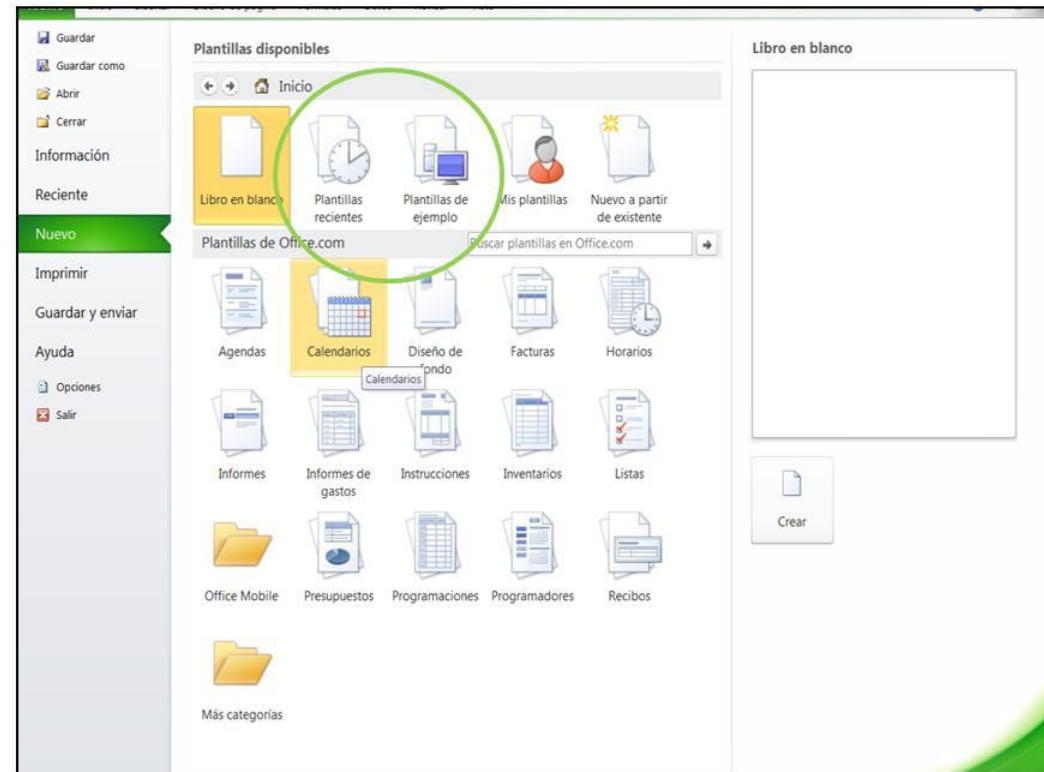 Guardar
Guardar como
Abrir
Cerrar
Información
Reciente
Nuevo
Imprimir
Guardar y enviar
Ayuda
Opciones
Salir
Plantillas disponibles
Inicio
Libro en blanco
Plantillas
recientes
Plantillas de
ejemplo
Mis plantillas
Nuevo a partir
de existente
Plantillas de Office.com
Buscar plantillas en Office.com
Agendas
Calendarios
Diseño de
fondo
Facturas
Horarios
Calendarios
Informes
Informes de
gastos
Instrucciones
Inventarios
Listas
Office Mobile
Presupuestos
Programaciones
Programadores
Recibos
Más categorías
Libro en blanco
Crear